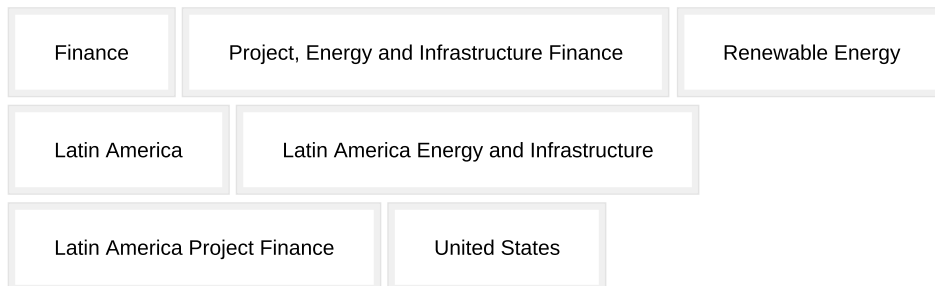 Finance Project, Energy and Infrastructure Finance Renewable Energy
Latin America Latin America Energy and Infrastructure
Latin America Project Finance United States